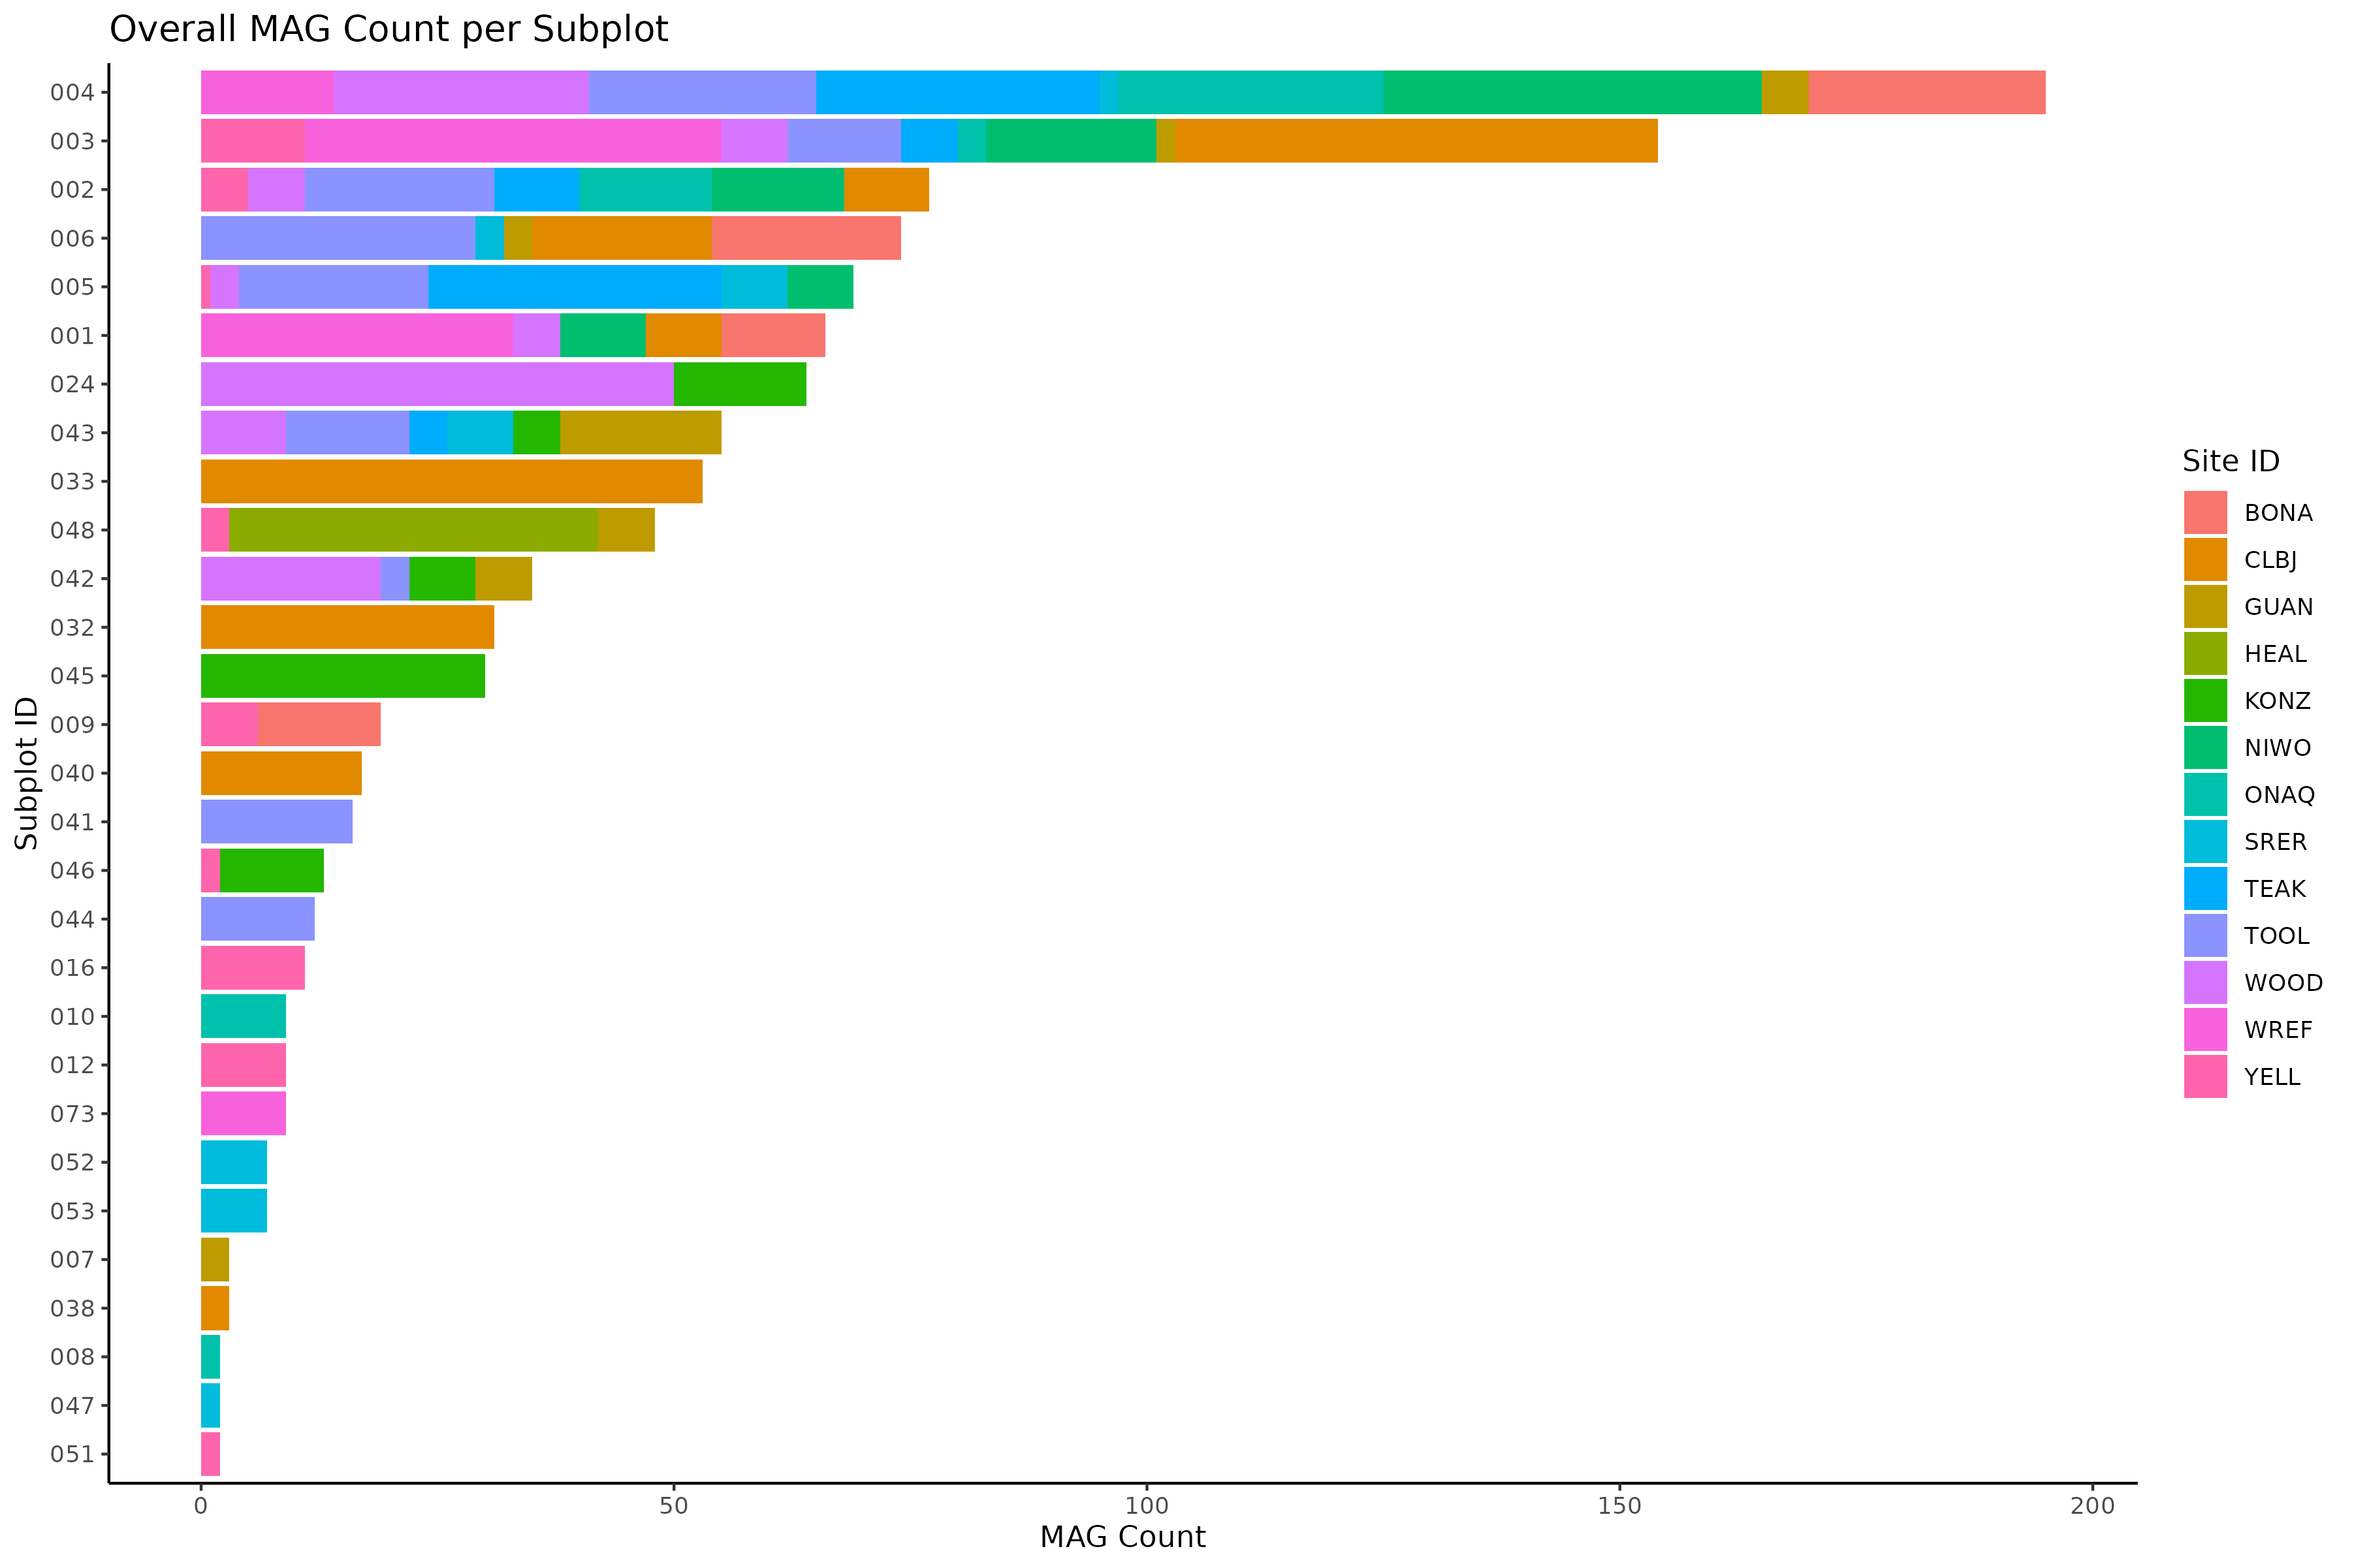 Overall MAG Count per Subplot
004
003
002
006
005
001
024
043
033
048
042
032
045
009
040
041
046
044
016
010
012
073
052
053
007
038
008
047
051
Subplot ID
0 50 100 150 200
MAG Count
Site ID
BONA
CLBJ
GUAN
HEAL
KONZ
NIWO
ONAQ
SRER
TEAK
TOOL
WOOD
WREF
YELL